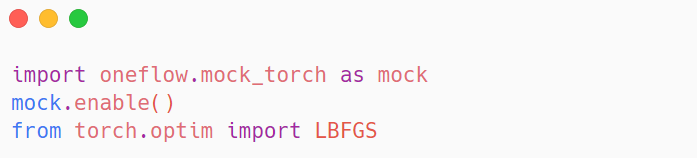 import oneflow.mock_torch as mock
mock.enable()
from torch.optim import LBFGS